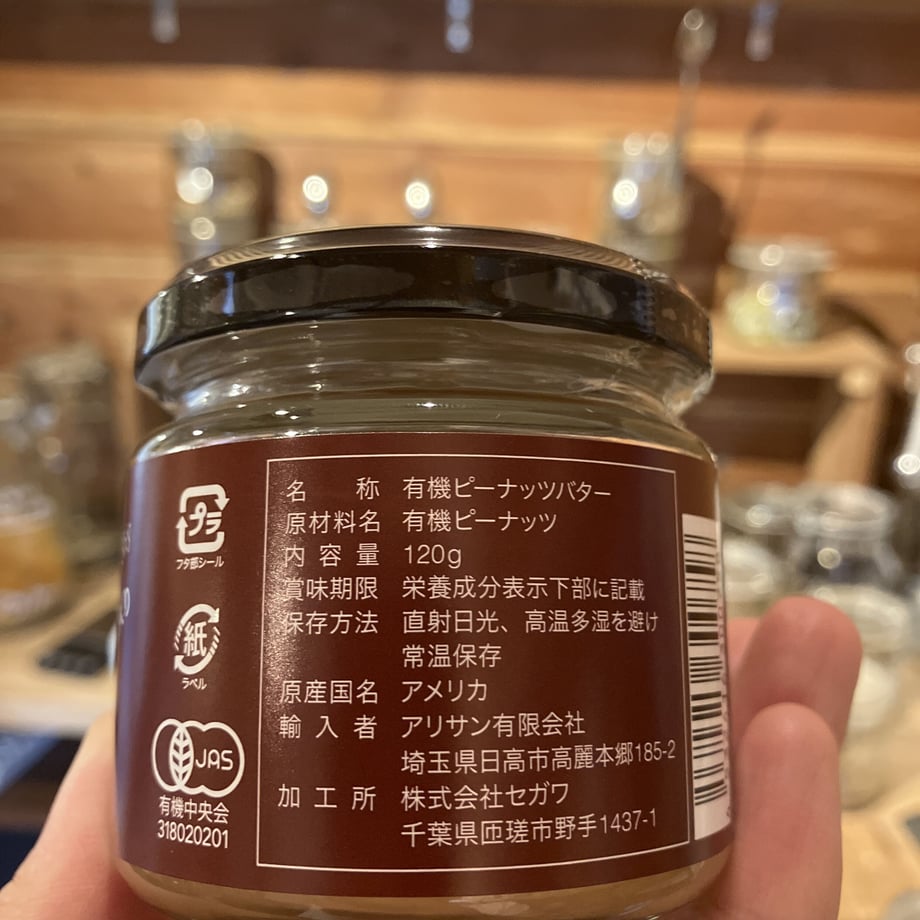 プラ
フタ部シール
紙
ラベル
JAS
有機中央会
318020201
名 称 有機ピーナッツバター
原材料名 有機ピーナッツ
内容量 120g
賞味期限 栄養成分表示下部に記載
保存方法 直射日光、高温多湿を避け
常温保存
原産国名 アメリカ
輸入者 アリサン有限会社
埼玉県日高市高麗本郷185-2
加工所 株式会社セガワ
千葉県匝瑳市野手1437-1